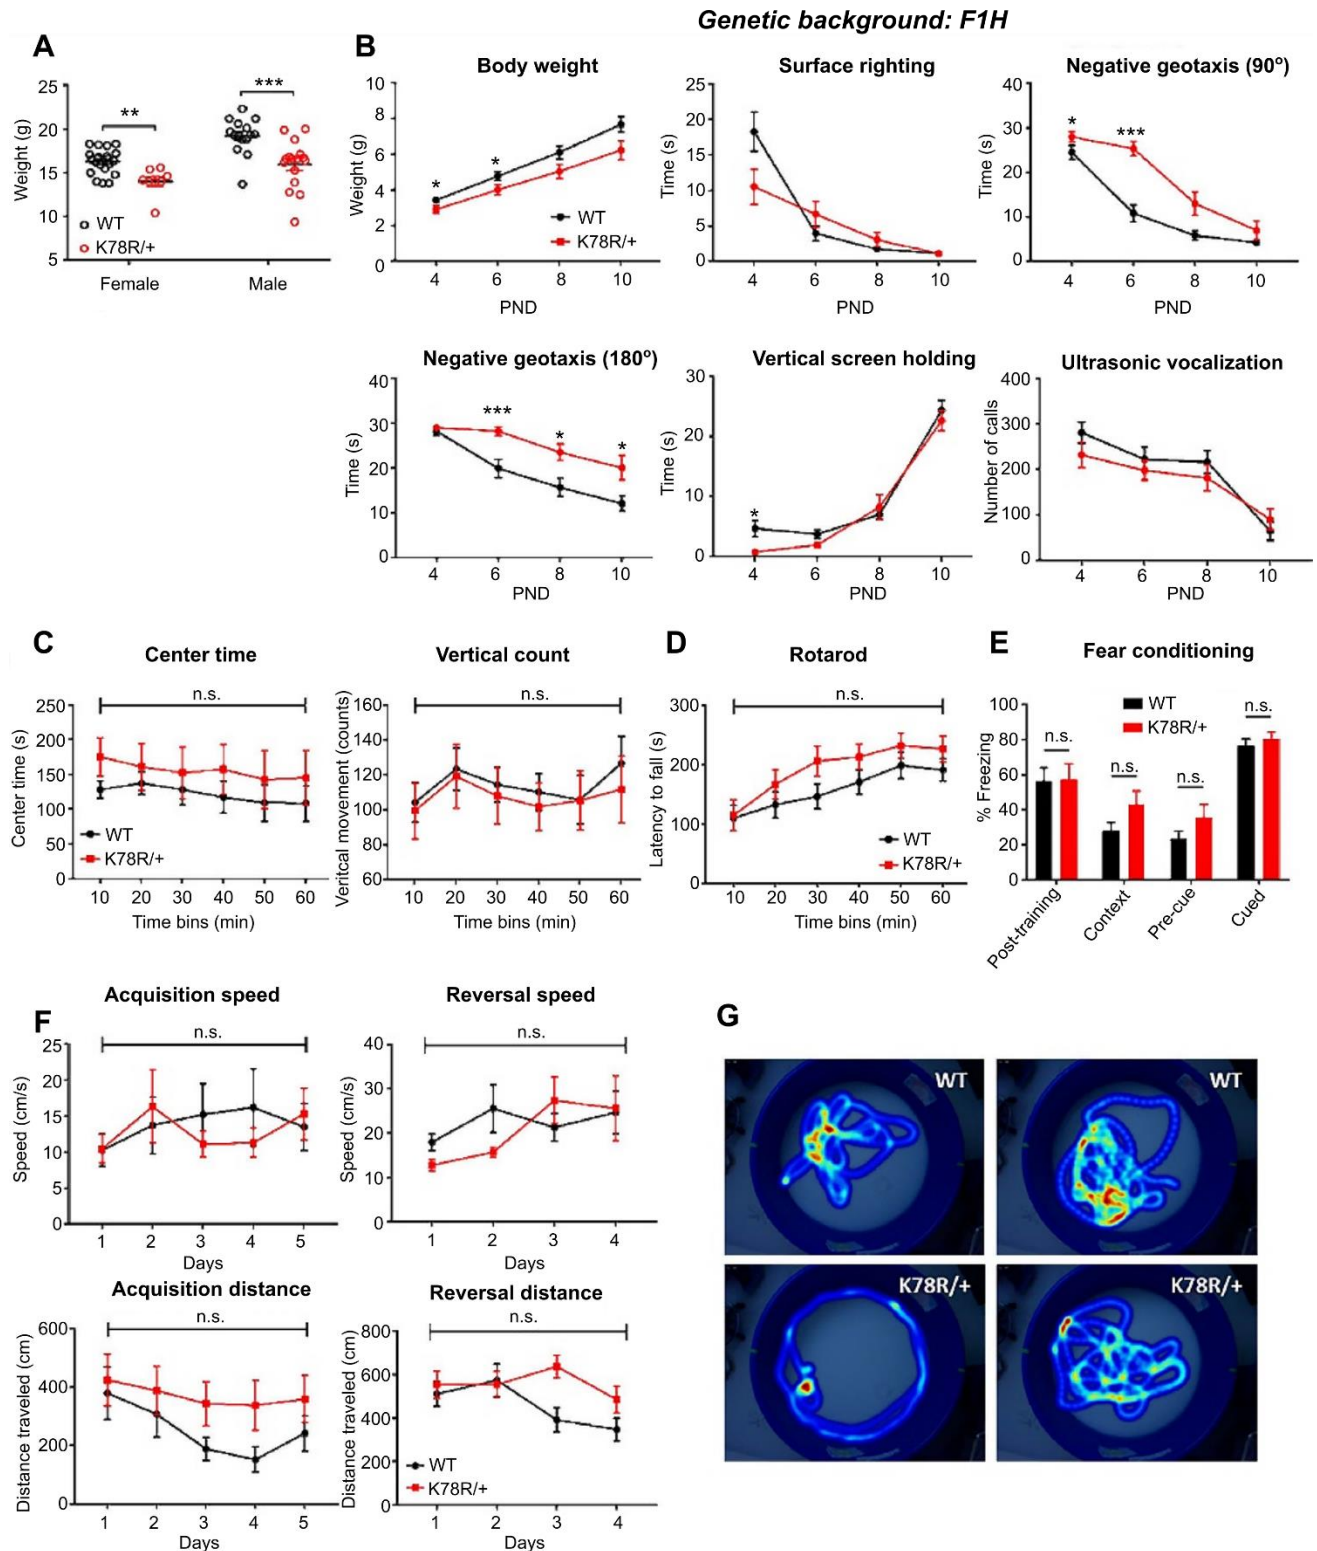 Genetic background: F1H
A
Weight (g)
25
20
15
10
5
**
***
WT
K78R/+
Female
Male
B
Body weight
Weight (g)
10
8
6
4
2
0
*
*
WT
K78R/+
4 6 8 10
PND
Surface righting
Time (s)
25
20
15
10
5
0
4 6 8 10
PND
Negative geotaxis (90º)
Time (s)
40
30
20
10
0
*
***
4 6 8 10
PND
Negative geotaxis (180º)
Time (s)
40
30
20
10
0
***
*
*
4 6 8 10
PND
Vertical screen holding
Time (s)
30
20
10
0
*
4 6 8 10
PND
Ultrasonic vocalization
Number of calls
400
300
200
100
0
4 6 8 10
PND
C
Center time
n.s.
Center time (s)
250
200
150
100
50
0
WT
K78R/+
10 20 30 40 50 60
Time bins (min)
Vertical count
n.s.
Veritcal movement (counts)
160
140
120
100
80
60
10 20 30 40 50 60
Time bins (min)
D
Rotarod
n.s.
Latency to fall (s)
300
200
100
0
WT
K78R/+
10 20 30 40 50 60
Time bins (min)
E
Fear conditioning
% Freezing
100
80
60
40
20
0
WT
K78R/+
n.s.
n.s.
n.s.
n.s.
Post-training
Context
Pre-cue
Cued
F
Acquisition speed
n.s.
Speed (cm/s)
25
20
15
10
5
0
1 2 3 4 5
Days
Reversal speed
n.s.
Speed (cm/s)
40
30
20
10
0
1 2 3 4
Days
Acquisition distance
n.s.
Distance traveled (cm)
600
400
200
0
1 2 3 4 5
Days
Reversal distance
n.s.
Distance traveled (cm)
800
600
400
200
0
WT
K78R/+
1 2 3 4
Days
G
WT
WT
K78R/+
K78R/+